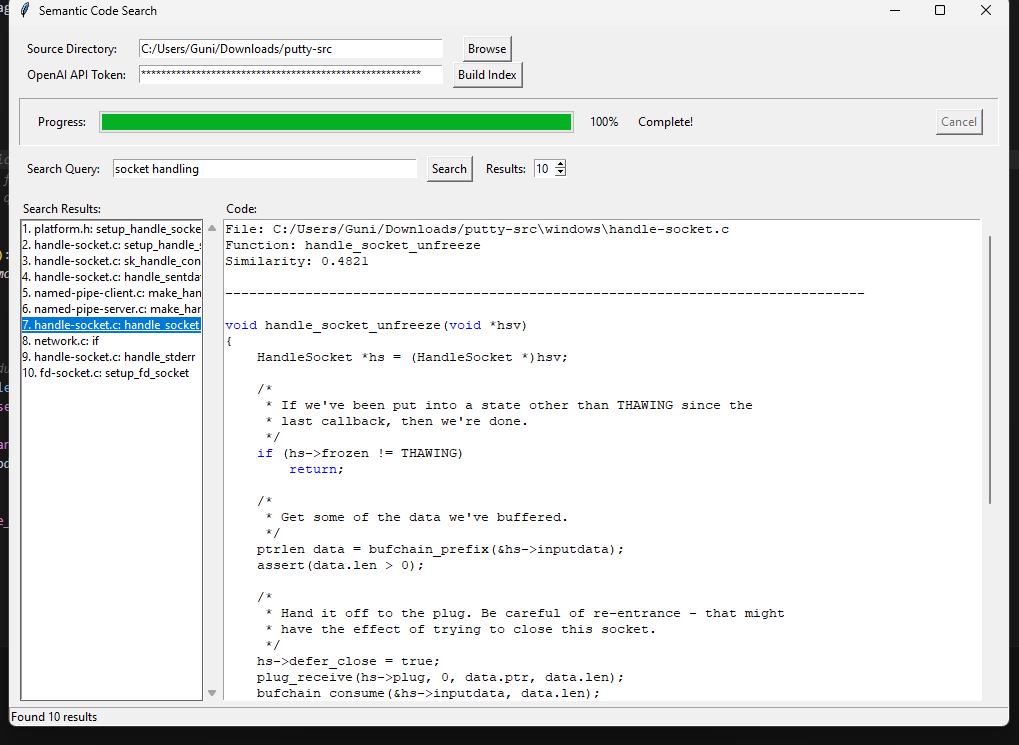 Semantic Code Search
Source Directory: C:/Users/Guni/Downloads/putty-src Browse
OpenAI API Token: ******************************************************** Build Index
Progress: 100% Complete! Cancel
Search Query: socket handling Search Results: 10
Search Results:
1. platform.h: setup_handle_socke
2. handle-socket.c: setup_handle_s
3. handle-socket.c: sk_handle_con
4. handle-socket.c: handle_sentda
5. named-pipe-client.c: make_han
6. named-pipe-server.c: make_han
7. handle-socket.c: handle_socket
8. network.c: if
9. handle-socket.c: handle_stderr
10. fd-socket.c: setup_fd_socket
Code:
File: C:/Users/Guni/Downloads/putty-src\windows\handle-socket.c
Function: handle_socket_unfreeze
Similarity: 0.4821
--------------------------------------------------------------------------------
void handle_socket_unfreeze(void *hsv)
{
    HandleSocket *hs = (HandleSocket *)hsv;
    /*
     * If we've been put into a state other than THAWING since the
     * last callback, then we're done.
     */
    if (hs->frozen != THAWING)
        return;
    /*
     * Get some of the data we've buffered.
     */
    ptrlen data = bufchain_prefix(&hs->inputdata);
    assert(data.len > 0);
    /*
     * Hand it off to the plug. Be careful of re-entrance - that might
     * have the effect of trying to close this socket.
     */
    hs->defer_close = true;
    plug_receive(hs->plug, 0, data.ptr, data.len);
    bufchain_consume(&hs->inputdata, data.len);
Found 10 results